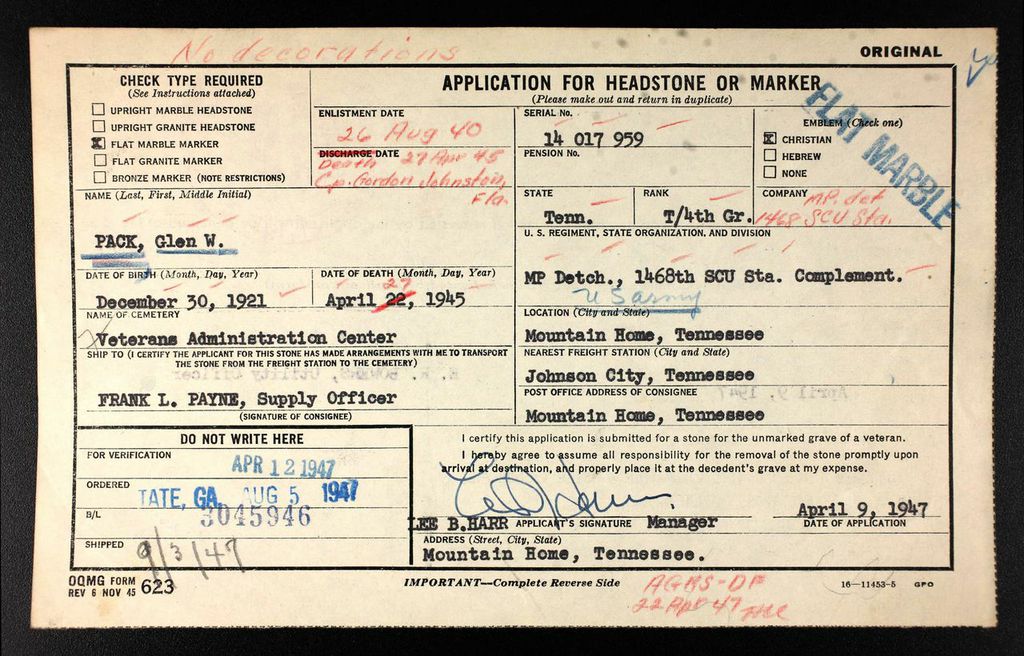 No decorations
ORIGINAL
CHECK TYPE REQUIRED
(See Instructions attached)
UPRIGHT MARBLE HEADSTONE
UPRIGHT GRANITE HEADSTONE
X FLAT MARBLE MARKER
FLAT GRANITE MARKER
BRONZE MARKER (NOTE RESTRICTIONS)
APPLICATION FOR HEADSTONE OR MARKER
(Please make out and return in duplicate)
ENLISTMENT DATE
26 Aug 40
DISCHARGE DATE
Death 27 Apr 45
Cp. Gordon Johnston,
Fla.
SERIAL No.
14 017 959
PENSION No.
EMBLEM (Check one)
X CHRISTIAN
HEBREW
NONE
FLAT MARBLE
STATE
Tenn.
RANK
T/4th Gr.
COMPANY
M.P. det
1468 SCU Sta.
NAME (Last, First, Middle Initial)
PACK, Glen W.
U. S. REGIMENT, STATE ORGANIZATION, AND DIVISION
MP Detch., 1468th SCU Sta. Complement.
U S army
DATE OF BIRTH (Month, Day, Year)
December 30, 1921
DATE OF DEATH (Month, Day, Year)
27
April 22, 1945
NAME OF CEMETERY
Veterans Administration Center
LOCATION (City and State)
Mountain Home, Tennessee
SHIP TO (I CERTIFY THE APPLICANT FOR THIS STONE HAS MADE ARRANGEMENTS WITH ME TO TRANSPORT
THE STONE FROM THE FREIGHT STATION TO THE CEMETERY)
FRANK L. PAYNE, Supply Officer
(SIGNATURE OF CONSIGNEE)
NEAREST FREIGHT STATION (City and State)
Johnson City, Tennessee
POST OFFICE ADDRESS OF CONSIGNEE
Mountain Home, Tennessee
DO NOT WRITE HERE
FOR VERIFICATION
APR 12 1947
ORDERED
TATE, GA. AUG 5 1947
B/L
3045946
SHIPPED
9/3/47
I certify this application is submitted for a stone for the unmarked grave of a veteran.
I hereby agree to assume all responsibility for the removal of the stone promptly upon
arrival at destination, and properly place it at the decedent's grave at my expense.
LEE B.HARR APPLICANT'S SIGNATURE Manager
April 9, 1947
DATE OF APPLICATION
ADDRESS (Street, City, State)
Mountain Home, Tennessee.
OQMG FORM 623
REV 6 NOV 45
IMPORTANT—Complete Reverse Side
AGRS-DF
22 Apr 47
16—11453-5 GPO